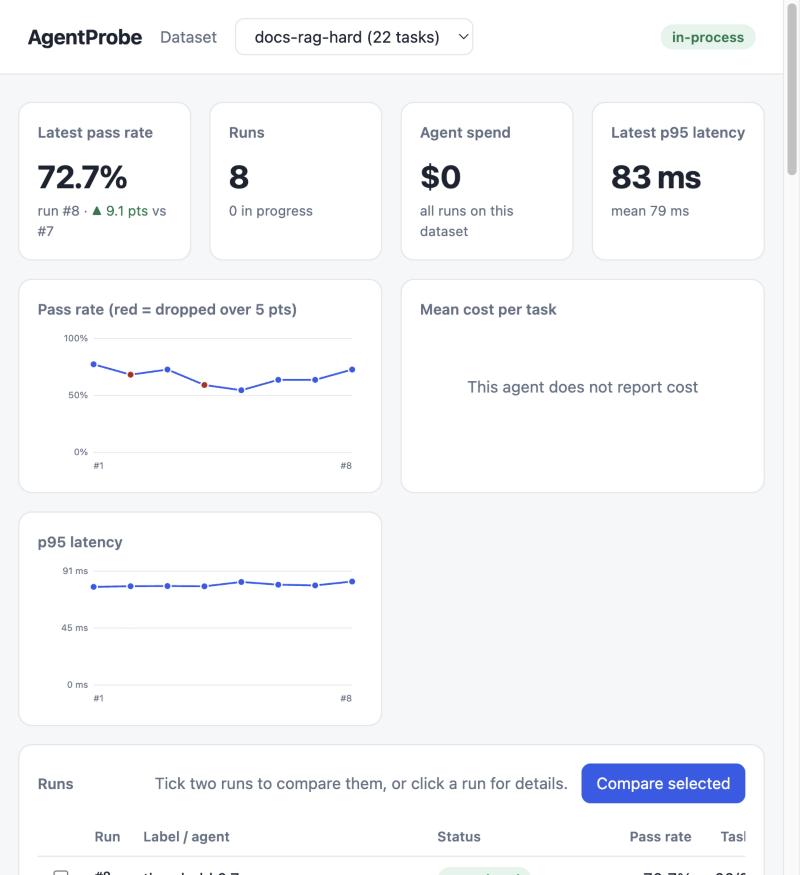 AgentProbe Dataset docs-rag-hard (22 tasks) in-process
Latest pass rate
72.7%
run #8 · ▲ 9.1 pts vs
#7
Runs
8
0 in progress
Agent spend
$0
all runs on this
dataset
Latest p95 latency
83 ms
mean 79 ms
Pass rate (red = dropped over 5 pts)
100%
50%
0%
#1 #8
Mean cost per task
This agent does not report cost
p95 latency
91 ms
45 ms
0 ms
#1 #8
Runs Tick two runs to compare them, or click a run for details. Compare selected
Run Label / agent Status Pass rate